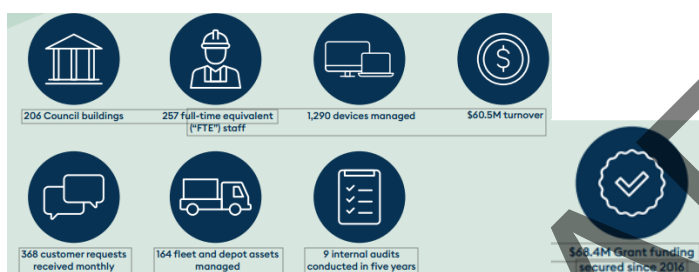 206 Council buildings
257 full-time equivalent
("FTE") staff
1,290 devices managed
$60.5M turnover
368 customer requests
received monthly
164 fleet and depot assets
managed
9 internal audits
conducted in five years
$68.4M Grant funding
secured since 2016